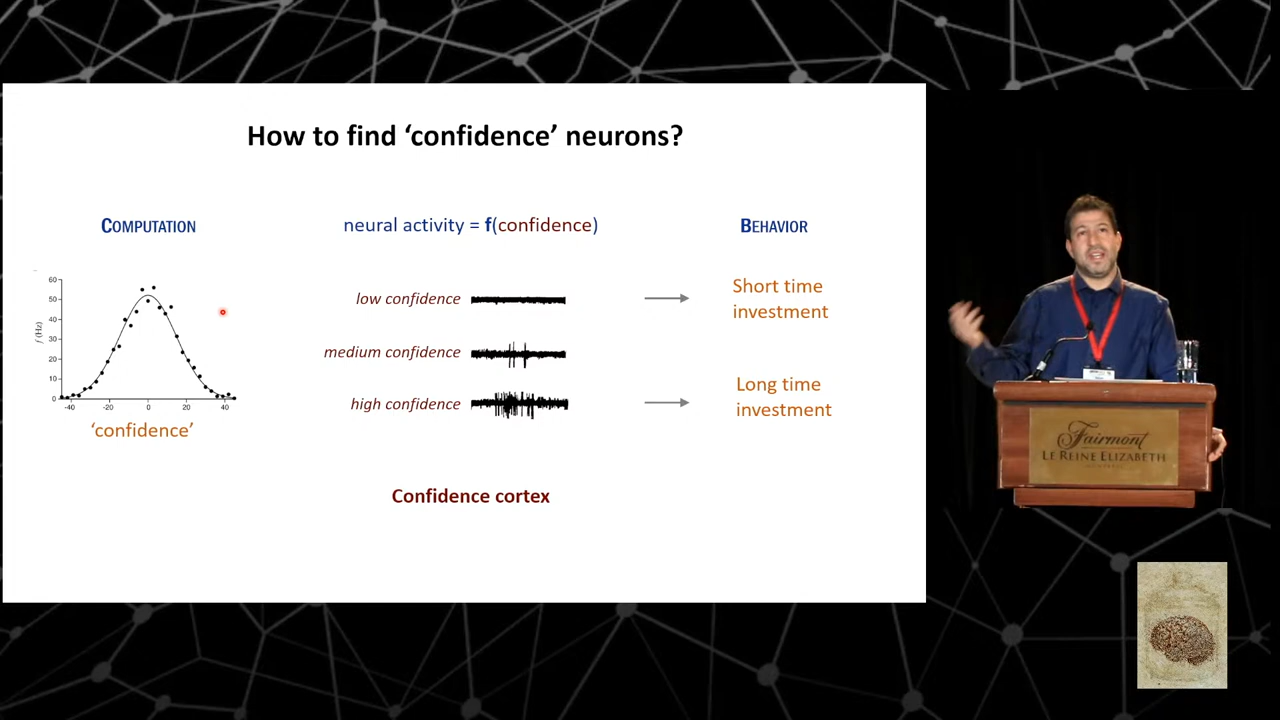 How to find ‘confidence’ neurons?
COMPUTATION
neural activity = f(confidence)
BEHAVIOR
60
50
40
30
20
10
0
f (Hz)
-40 -20 0 20 40
‘confidence’
low confidence
medium confidence
high confidence
Short time
investment
Long time
investment
Confidence cortex
Fairmont
LE REINE ELIZABETH